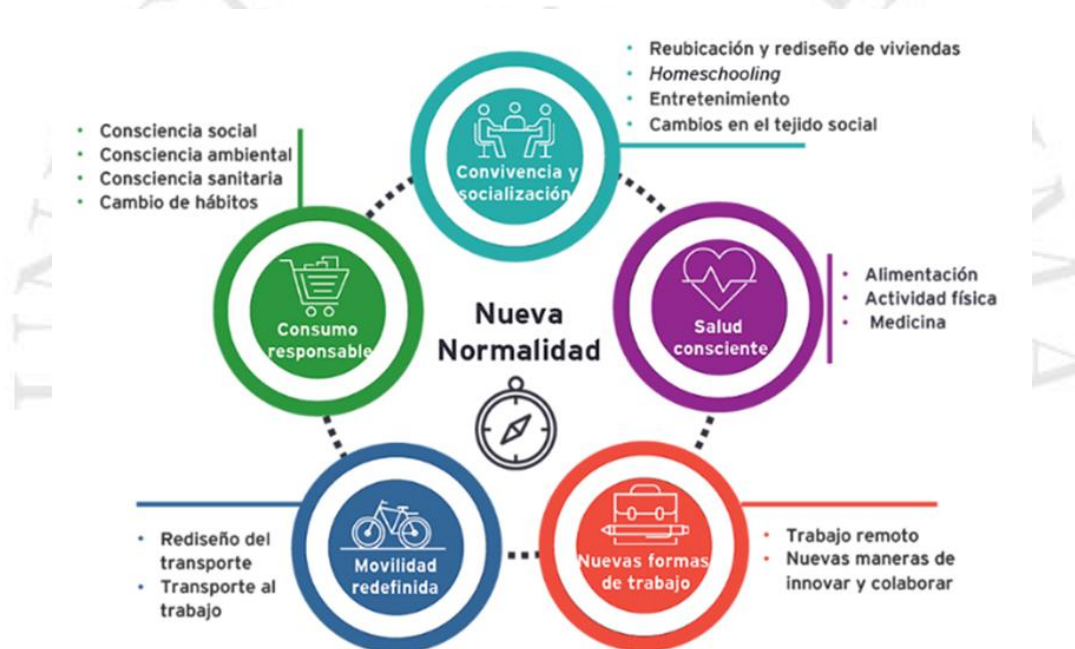 Reubicación y rediseño de viviendas
Homeschooling
Entretenimiento
Cambios en el tejido social
Convivencia y
socialización
Consciencia social
Consciencia ambiental
Consciencia sanitaria
Cambio de hábitos
Consumo
responsable
Nueva
Normalidad
Salud
consciente
Alimentación
Actividad física
Medicina
Rediseño del
transporte
Transporte al
trabajo
Movilidad
redefinida
Nuevas formas
de trabajo
Trabajo remoto
Nuevas maneras de
innovar y colaborar